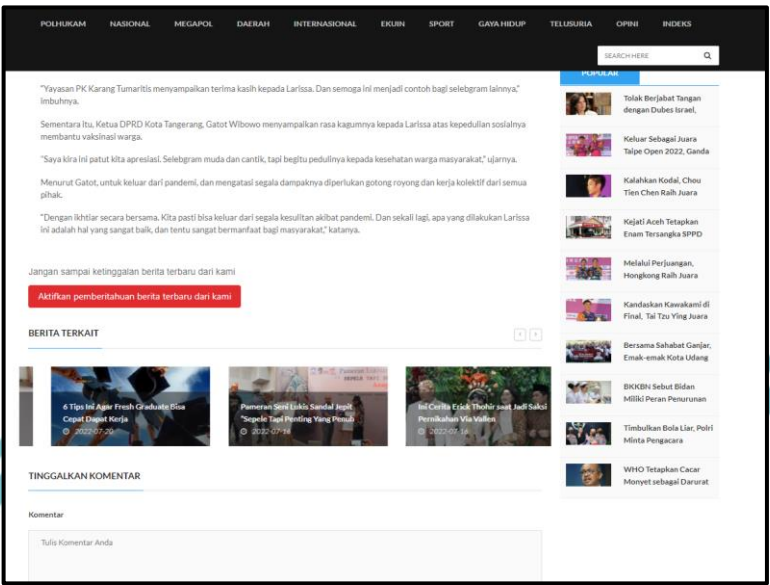 POLHUKAM NASIONAL MEGAPOL DAERAH INTERNASIONAL EKUIN SPORT GAYA HIDUP TELUSURIA OPINI INDEKS
SEARCH HERE
"Yayasan PK Karang Tumaritis menyampaikan terima kasih kepada Larissa. Dan semoga ini menjadi contoh bagi selebgram lainnya,"
imbuhnya.
Sementara itu, Ketua DPRD Kota Tangerang, Gatot Wibowo menyampaikan rasa kagumnya kepada Larissa atas kepedulian sosialnya
membantu vaksinasi warga.
"Saya kira ini patut kita apresiasi. Selebgram muda dan cantik, tapi begitu pedulinya kepada kesehatan warga masyarakat," ujarnya.
Menurut Gatot, untuk keluar dari pandemi, dan mengatasi segala dampaknya diperlukan gotong royong dan kerja kolektif dari semua
pihak.
"Dengan ikhtiar secara bersama. Kita pasti bisa keluar dari segala kesulitan akibat pandemi. Dan sekali lagi, apa yang dilakukan Larissa
ini adalah hal yang sangat baik, dan tentu sangat bermanfaat bagi masyarakat," katanya.
Jangan sampai ketinggalan berita terbaru dari kami
Aktifkan pemberitahuan berita terbaru dari kami
BERITA TERKAIT
6 Tips Ini Agar Fresh Graduate Bisa
Cepat Dapat Kerja
2022-07-20
Pameran Seni Lukis Sandal Jepit
"Sepele Tapi Penting Yang Penuh
2022-07-16
Ini Cerita Erick Thohir saat Jadi Saksi
Pernikahan Via Vallen
2022-07-16
TINGGALKAN KOMENTAR
Komentar
Tulis Komentar Anda
POPULAR
Tolak Berjabat Tangan
dengan Dubes Israel,
Keluar Sebagai Juara
Taipe Open 2022, Ganda
Kalahkan Kodai, Chou
Tien Chen Raih Juara
Kejati Aceh Tetapkan
Enam Tersangka SPPD
Melalui Perjuangan,
Hongkong Raih Juara
Kandaskan Kawakami di
Final, Tai Tzu Ying Juara
Bersama Sahabat Ganjar,
Emak-emak Kota Udang
BKKBN Sebut Bidan
Miliki Peran Penurunan
Timbulkan Bola Liar, Polri
Minta Pengacara
WHO Tetapkan Cacar
Monyet sebagai Darurat